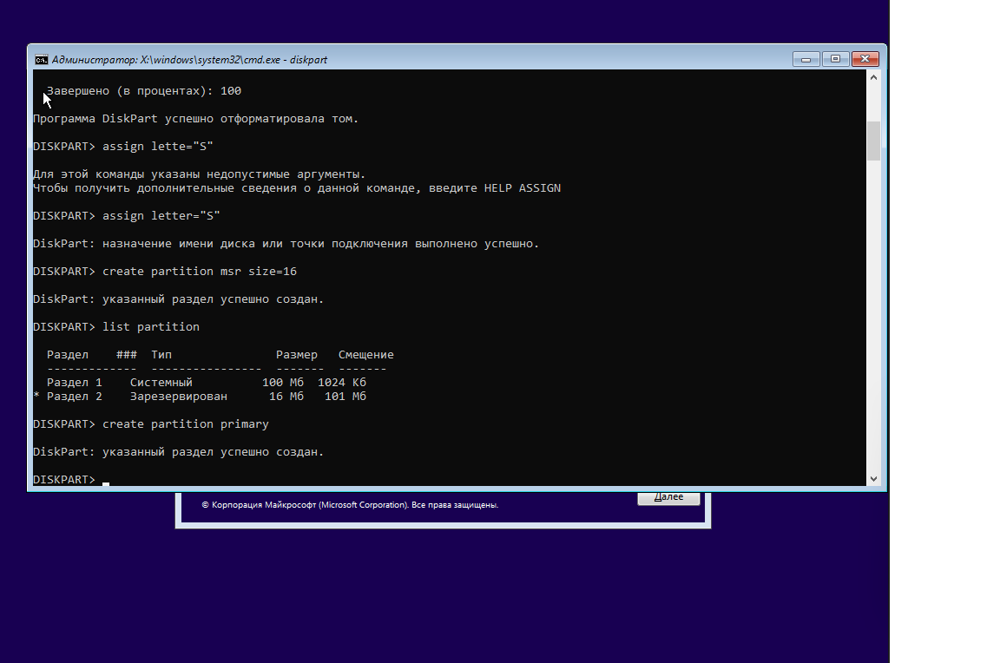 Администратор: X:\windows\system32\cmd.exe - diskpart
Завершено (в процентах): 100
Программа DiskPart успешно отформатировала том.
DISKPART> assign lette="S"
Для этой команды указаны недопустимые аргументы.
Чтобы получить дополнительные сведения о данной команде, введите HELP ASSIGN
DISKPART> assign letter="S"
DiskPart: назначение имени диска или точки подключения выполнено успешно.
DISKPART> create partition msr size=16
DiskPart: указанный раздел успешно создан.
DISKPART> list partition
Раздел    ###  Тип               Размер   Смещение
-------------  ----------------  -------  -------
Раздел 1    Системный          100 Мб  1024 Кб
* Раздел 2    Зарезервирован      16 Мб   101 Мб
DISKPART> create partition primary
DiskPart: указанный раздел успешно создан.
DISKPART> _
Далее
© Корпорация Майкрософт (Microsoft Corporation). Все права защищены.